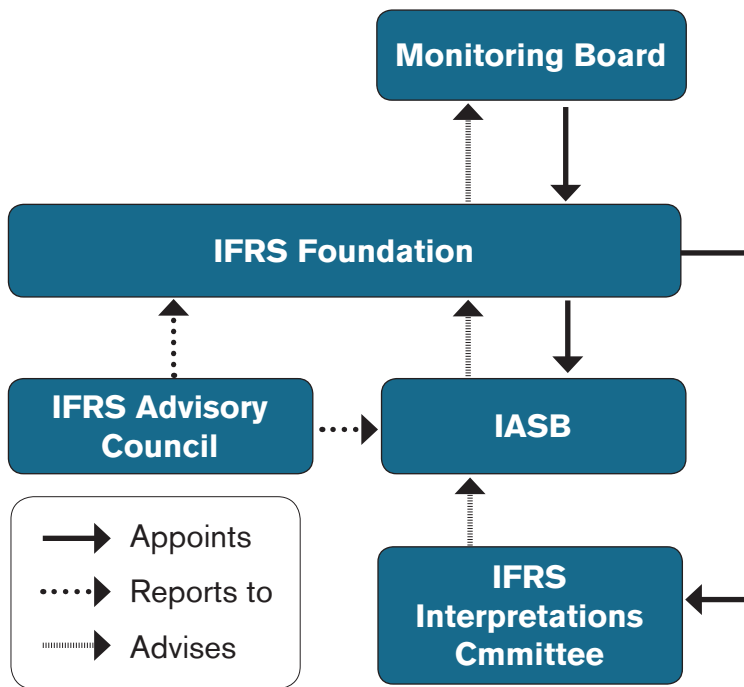 Monitoring Board
IFRS Foundation
IFRS Advisory
Council
IASB
Appoints
Reports to
Advises
IFRS
Interpretations
Cmmittee